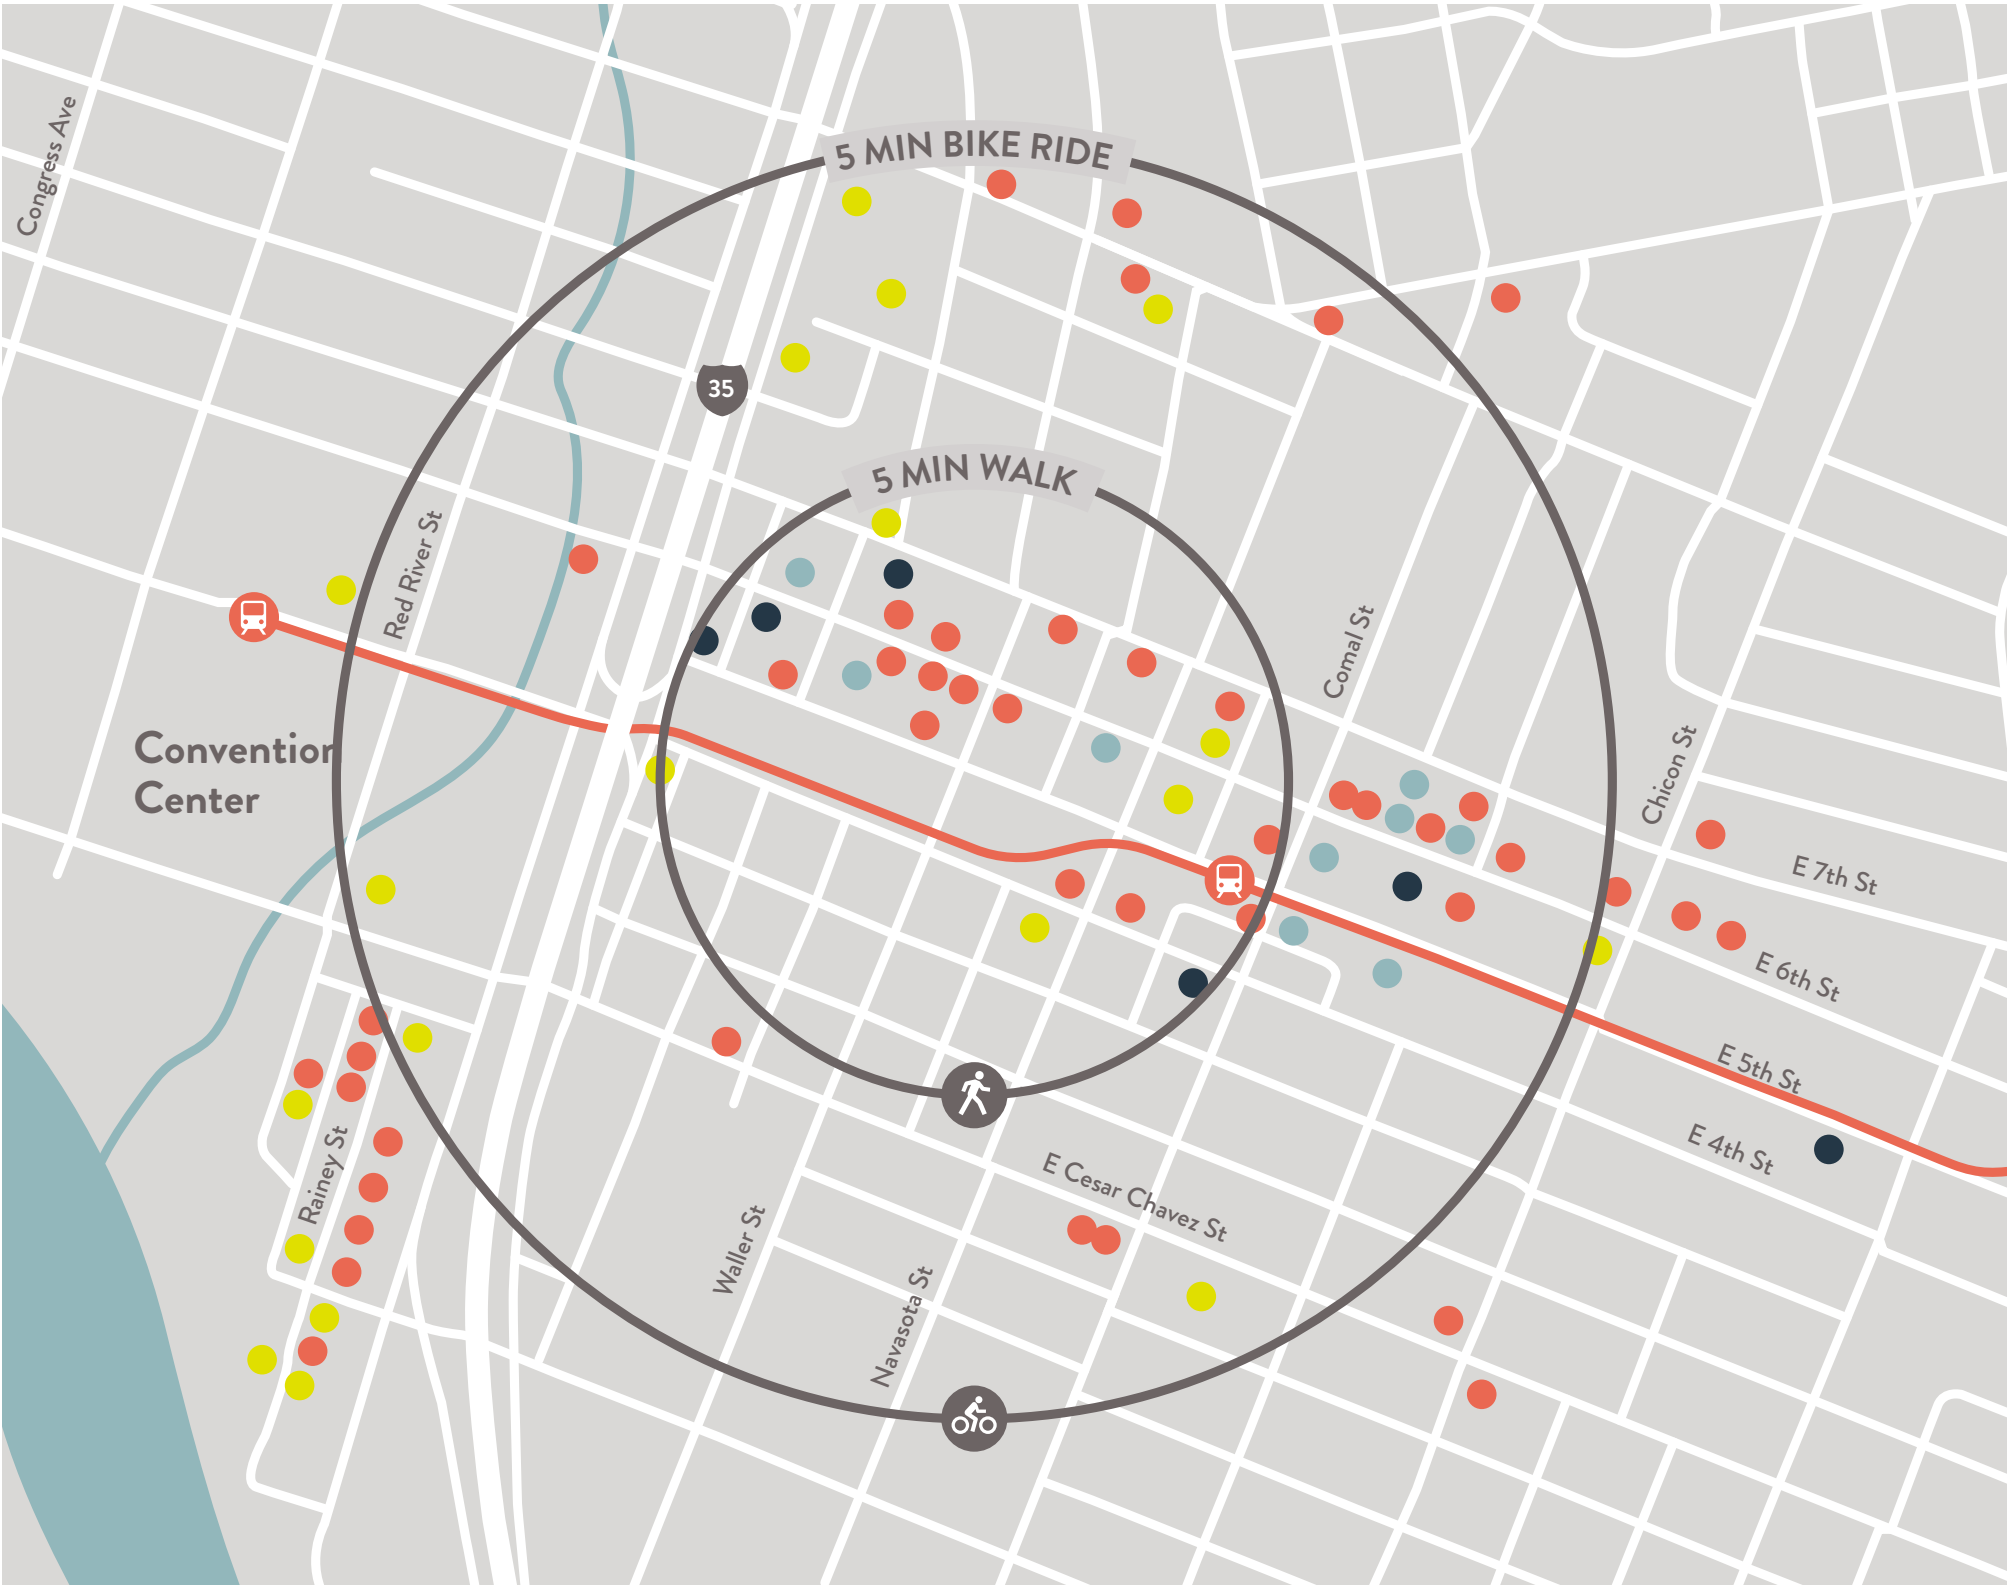 5 MIN BIKE RIDE
Congress Ave
35
5 MIN WALK
Red River St
Comal St
Convention
Center
Chicon St
E 7th St
E 6th St
E 5th St
E 4th St
Rainey St
E Cesar Chavez St
Waller St
Navasota St